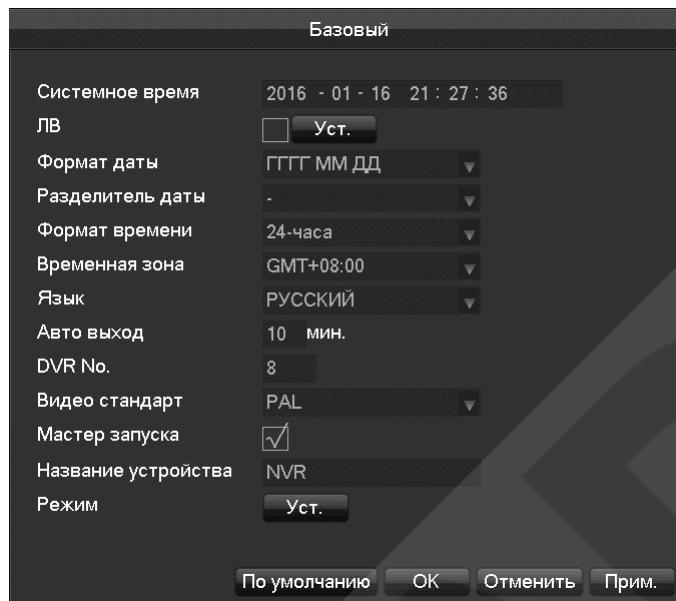 Базовый
Системное время 2016 - 01 - 16 21 : 27 : 36
ЛВ Уст.
Формат даты ГГГГ ММ ДД
Разделитель даты -
Формат времени 24-часа
Временная зона GMT+08:00
Язык РУССКИЙ
Авто выход 10 мин.
DVR No. 8
Видео стандарт PAL
Мастер запуска
Название устройства NVR
Режим Уст.
По умолчанию OK Отменить Прим.